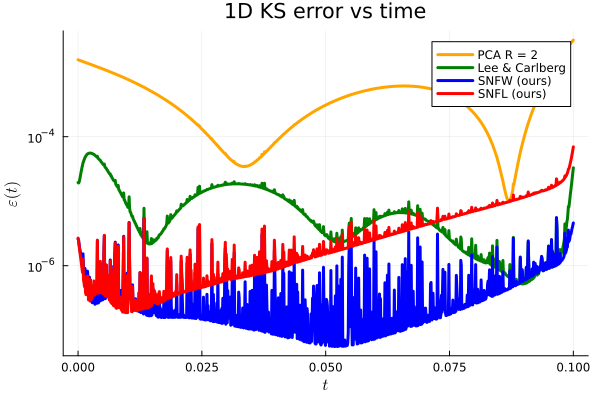 1D KS error vs time
PCA R = 2
Lee & Carlberg
SNFW (ours)
SNFL (ours)
10⁻⁴
10⁻⁶
ε(t)
0.000
0.025
0.050
0.075
0.100
t